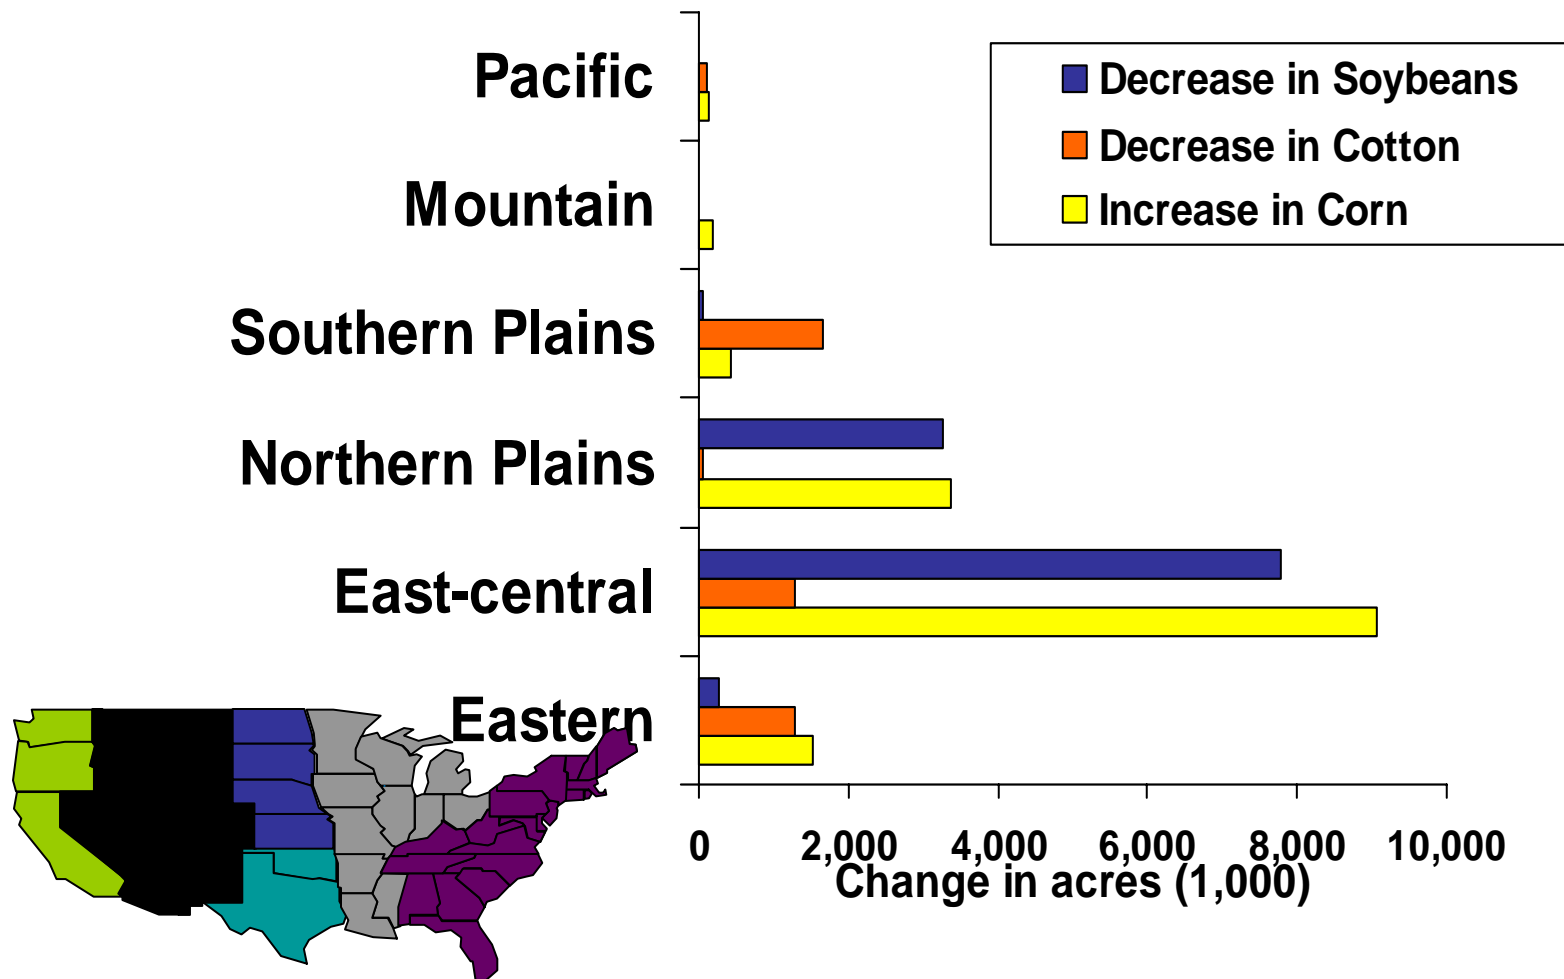 Pacific
Mountain
Southern Plains
Northern Plains
East-central
Eastern
Decrease in Soybeans
Decrease in Cotton
Increase in Corn
0 2,000 4,000 6,000 8,000 10,000
Change in acres (1,000)